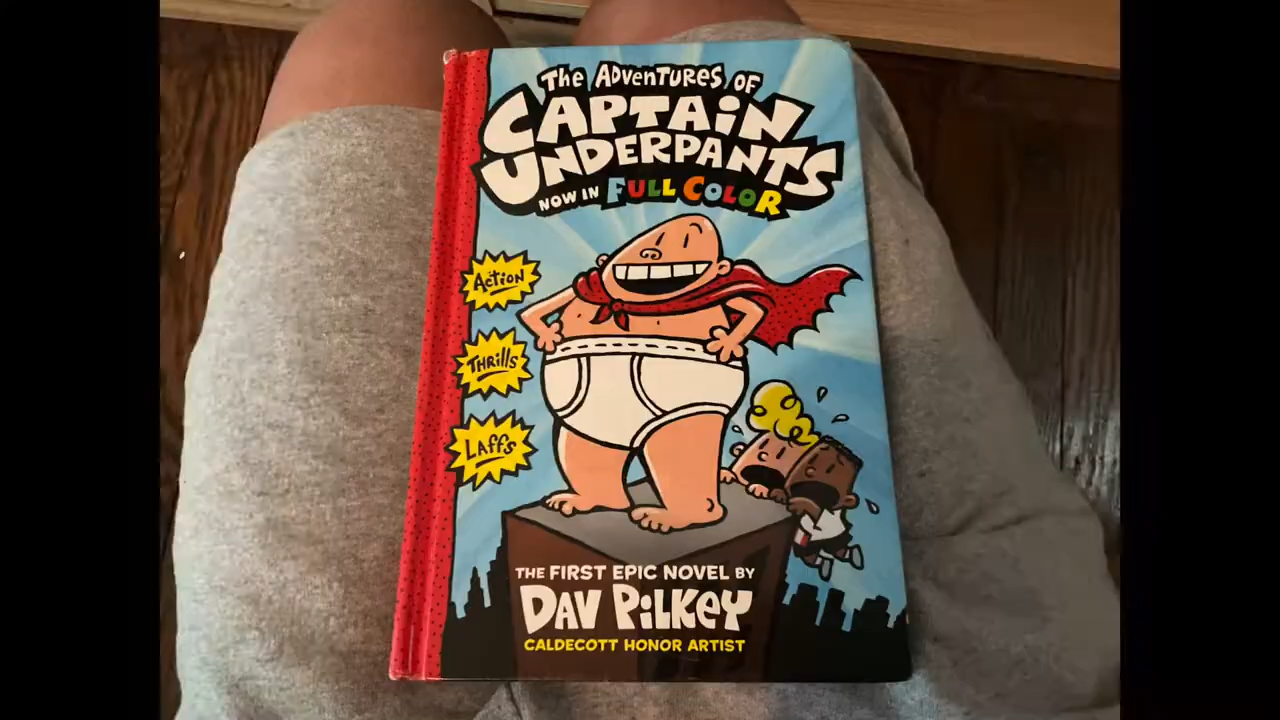 THE ADVENTURES OF
CAPTAIN
UNDERPANTS
NOW IN FULL COLOR
ACTION
THRILLS
LAFFS
THE FIRST EPIC NOVEL BY
DAV PILKEY
CALDECOTT HONOR ARTIST